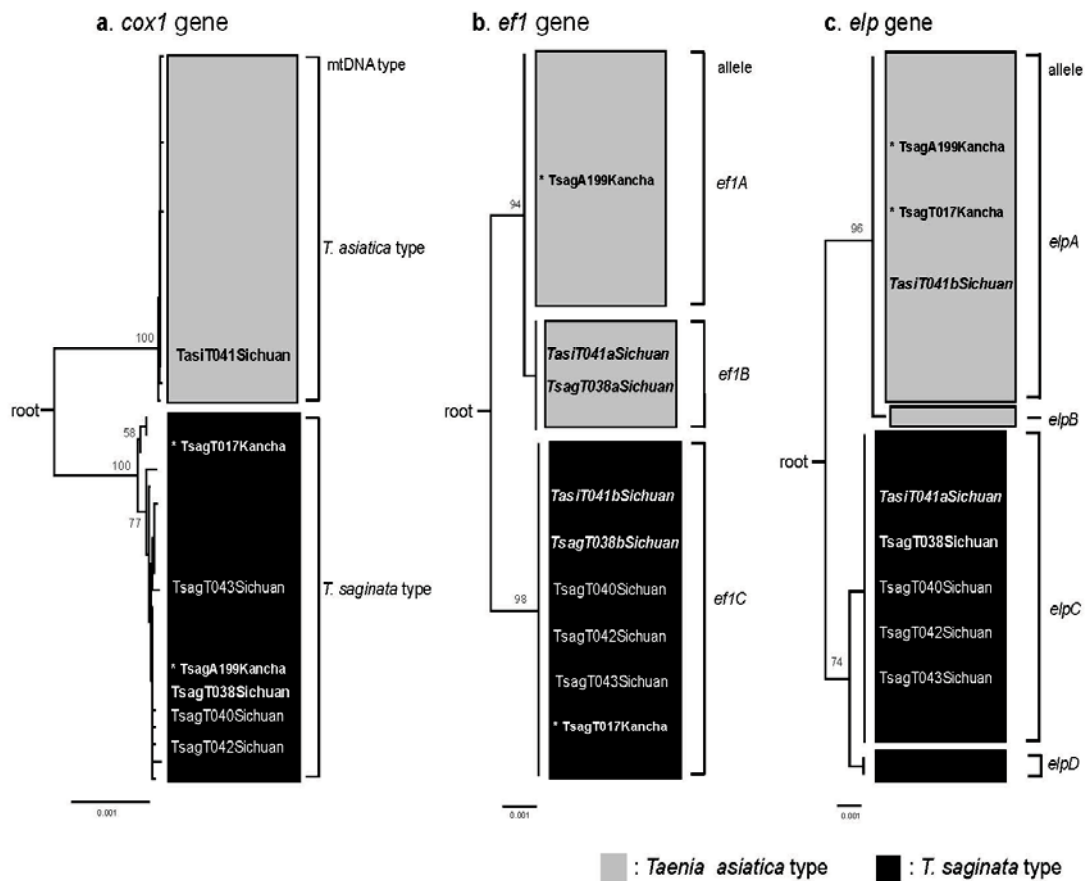 a. cox1 gene
mtDNA type
T. asiatica type
100
TasiT041Sichuan
root
58
* TsagT017Kancha
100
77
TsagT043Sichuan
T. saginata type
* TsagA199Kancha
TsagT038Sichuan
TsagT040Sichuan
TsagT042Sichuan
0.001
b. ef1 gene
allele
* TsagA199Kancha
ef1A
94
TasiT041aSichuan
ef1B
TsagT038aSichuan
root
TasiT041bSichuan
TsagT038bSichuan
TsagT040Sichuan
98
ef1C
TsagT042Sichuan
TsagT043Sichuan
* TsagT017Kancha
0.001
c. elp gene
allele
* TsagA199Kancha
* TsagT017Kancha
elpA
96
TasiT041bSichuan
elpB
root
TasiT041aSichuan
TsagT038Sichuan
TsagT040Sichuan
elpC
TsagT042Sichuan
74
TsagT043Sichuan
elpD
0.001
: Taenia asiatica type
: T. saginata type